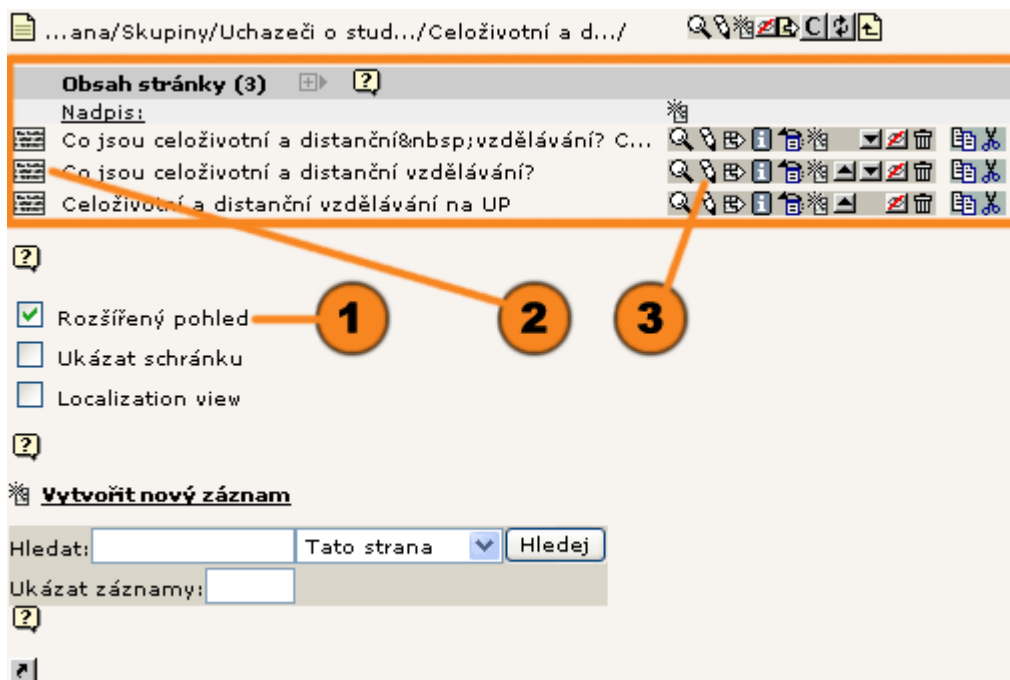 ...ana/Skupiny/Uchazeči o stud.../Celoživotní a d.../
Obsah stránky (3)
Nadpis:
Co jsou celoživotní a distanční&nbsp;vzdělávání? C...
Co jsou celoživotní a distanční vzdělávání?
Celoživotní a distanční vzdělávání na UP
Rozšířený pohled 1 2 3
Ukázat schránku
Localization view
Vytvořit nový záznam
Hledat: Tato strana Hledej
Ukázat záznamy: